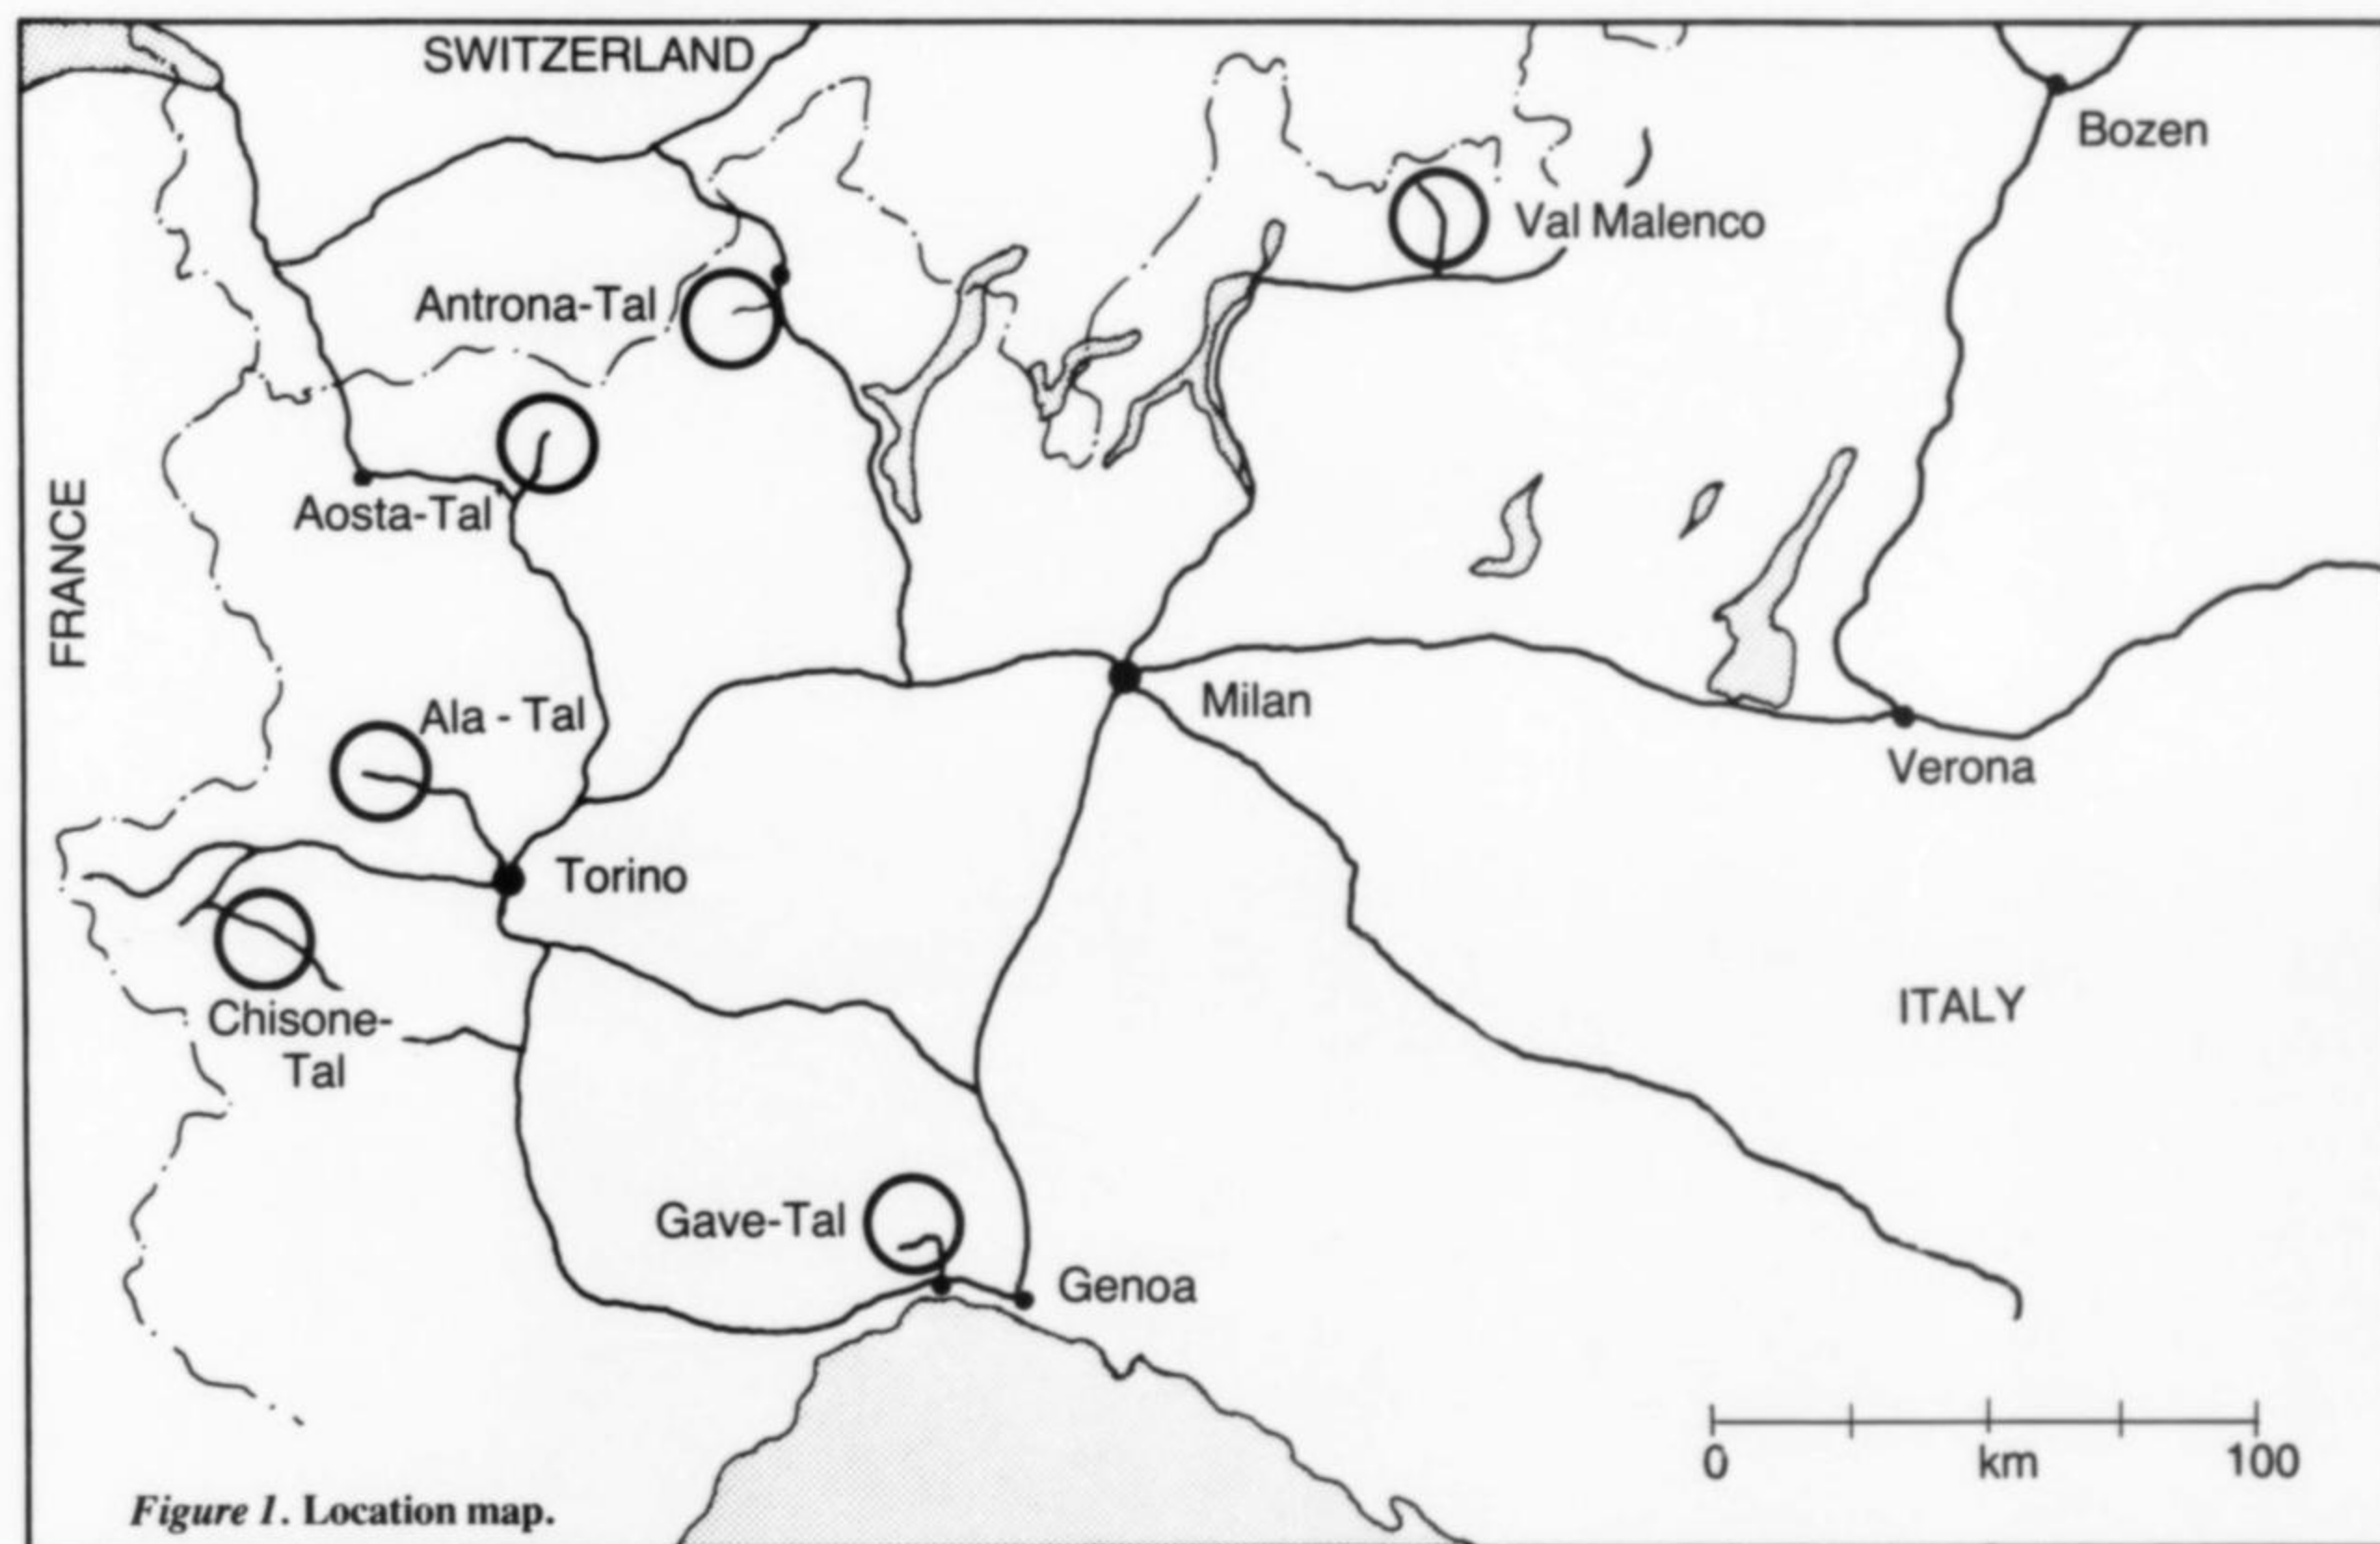 SWITZERLAND
Bozen
Val Malenco
Antrona-Tal
Aosta-Tal
FRANCE
Ala - Tal
Milan
Verona
Torino
ITALY
Chisone-
Tal
Gave-Tal
Genoa
0 km 100
Figure 1. Location map.